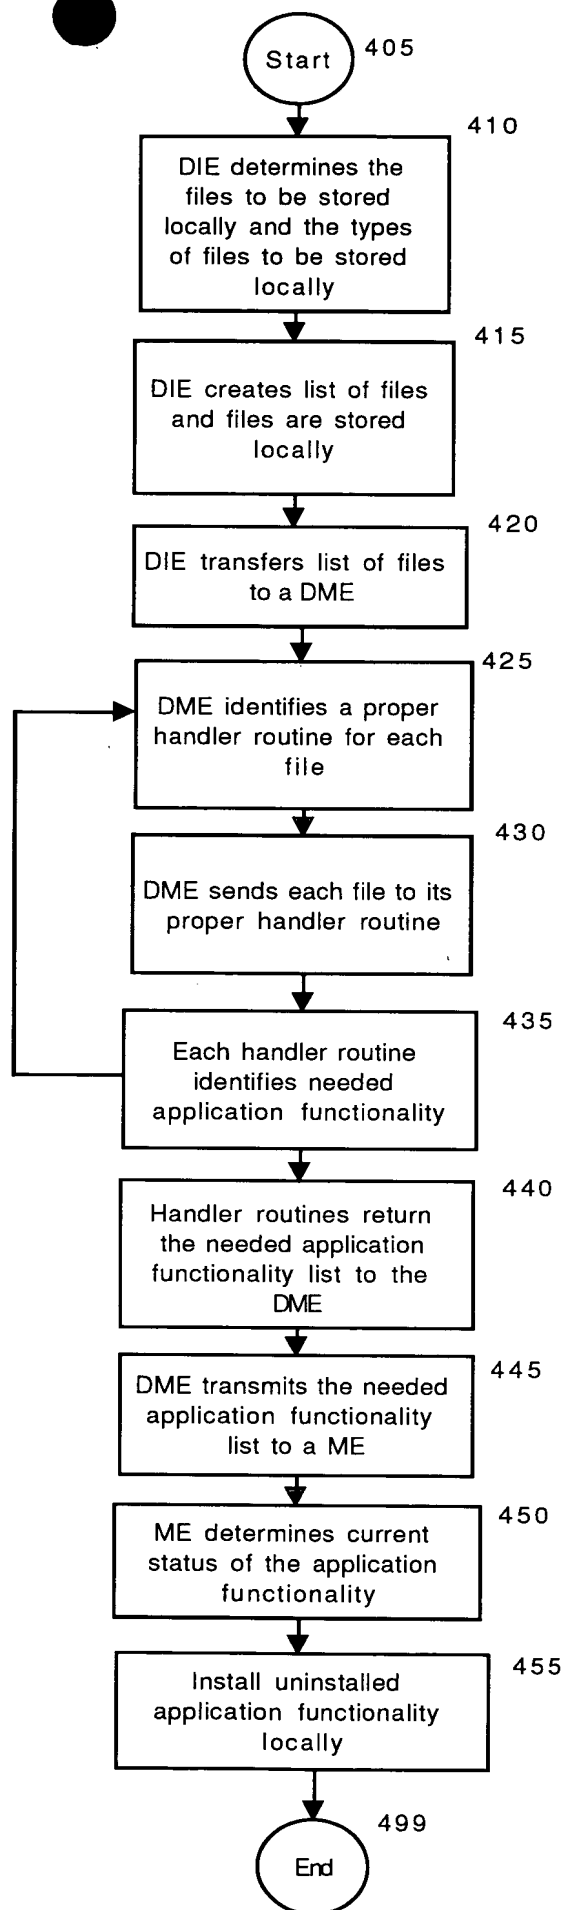 Start
405
410
DIE determines the
files to be stored
locally and the types
of files to be stored
locally
415
DIE creates list of files
and files are stored
locally
420
DIE transfers list of files
to a DME
425
DME identifies a proper
handler routine for each
file
430
DME sends each file to its
proper handler routine
435
Each handler routine
identifies needed
application functionality
440
Handler routines return
the needed application
functionality list to the
DME
445
DME transmits the needed
application functionality
list to a ME
450
ME determines current
status of the application
functionality
455
Install uninstalled
application functionality
locally
499
End